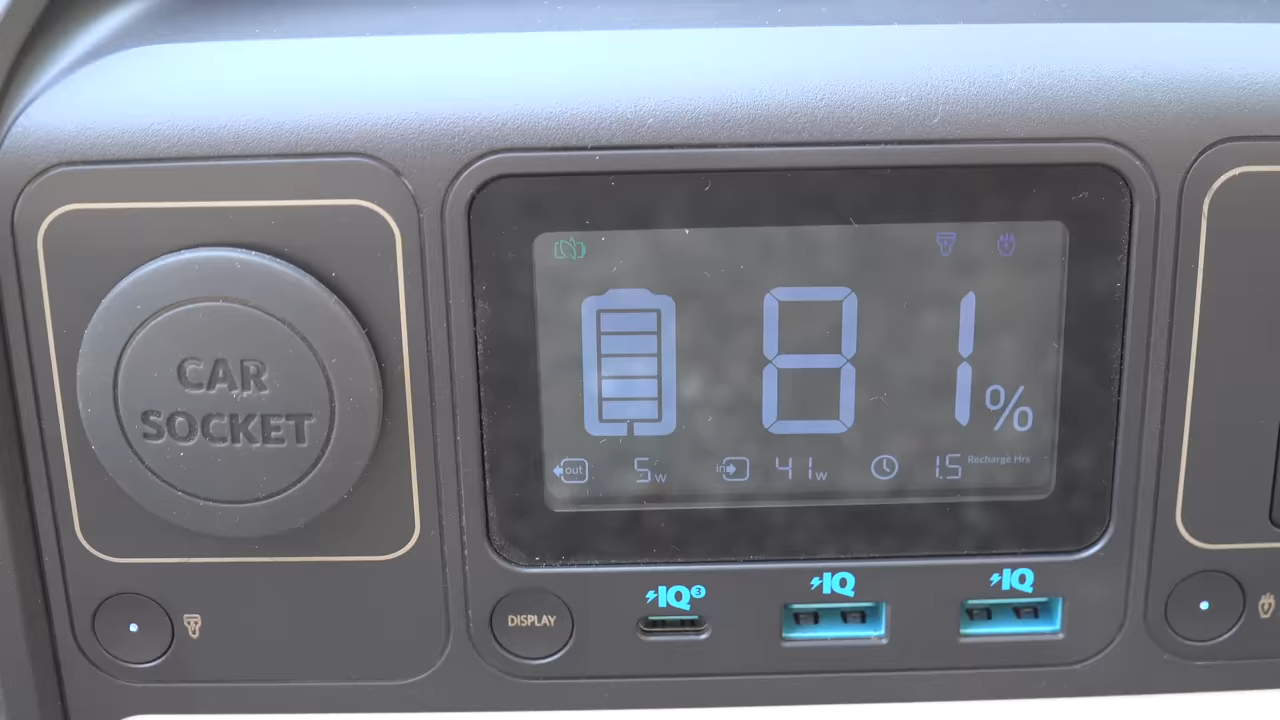 CAR
SOCKET
81%
out 5w in 41w 1.5 Recharge Hrs
DISPLAY
IQ3
IQ
IQ